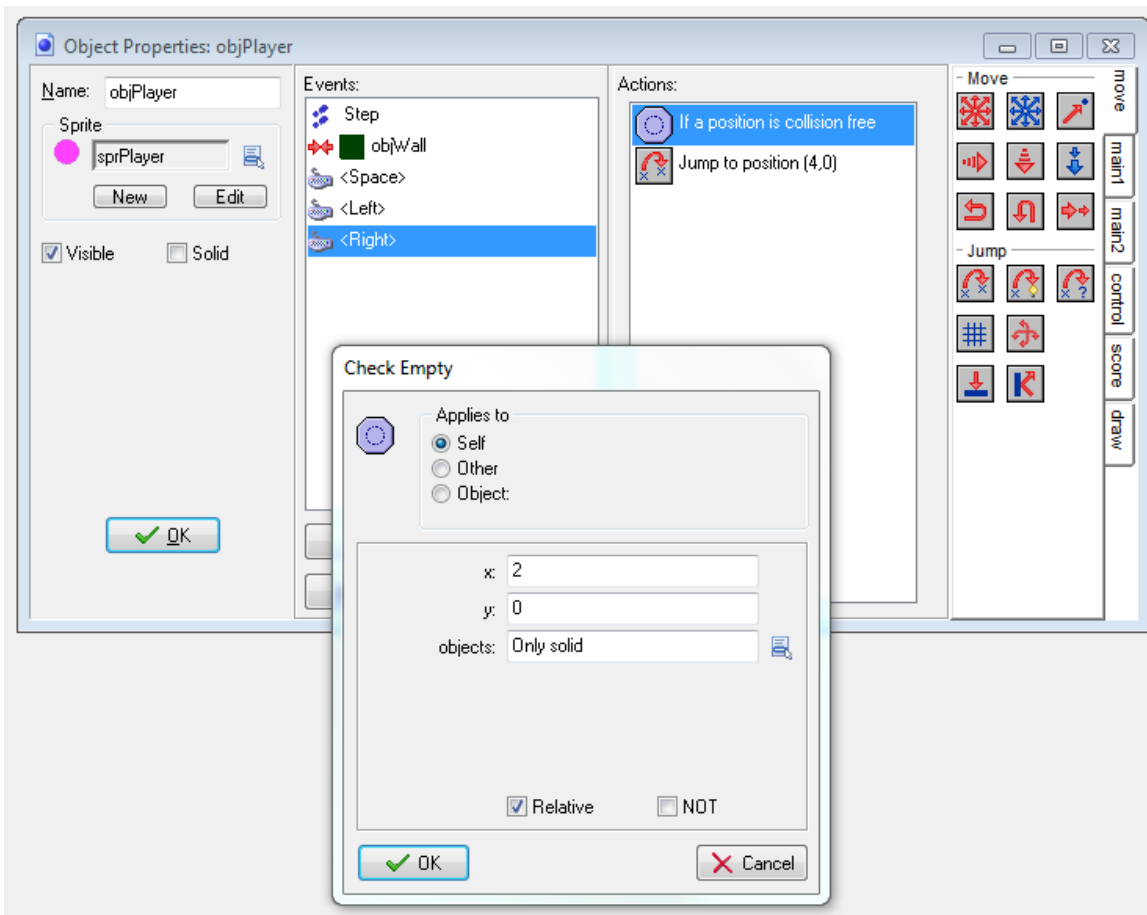 Object Properties: objPlayer
Name: objPlayer
Sprite
sprPlayer
New Edit
Visible Solid
OK
Events:
Step
objWall
<Space>
<Left>
<Right>
Actions:
If a position is collision free
Jump to position (4,0)
Move
Jump
move
main1
main2
control
score
draw
Check Empty
Applies to
Self
Other
Object:
x: 2
y: 0
objects: Only solid
Relative NOT
OK Cancel